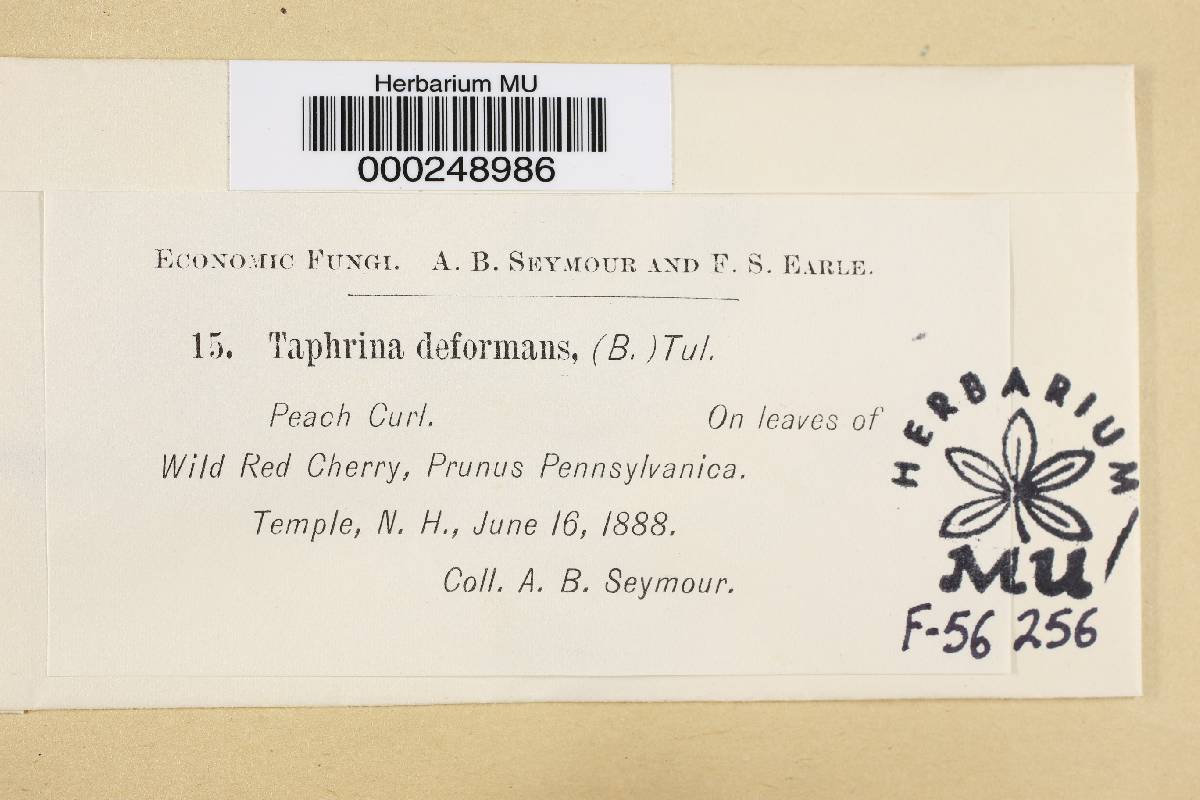 Herbarium MU
000248986
ECONOMIC FUNGI. A. B. SEYMOUR AND F. S. EARLE.
15. Taphrina deformans, (B.) Tul.
Peach Curl. On leaves of
Wild Red Cherry, Prunus Pennsylvanica.
Temple, N. H., June 16, 1888.
Coll. A. B. Seymour.
HERBARIUM
MU
F-56 256